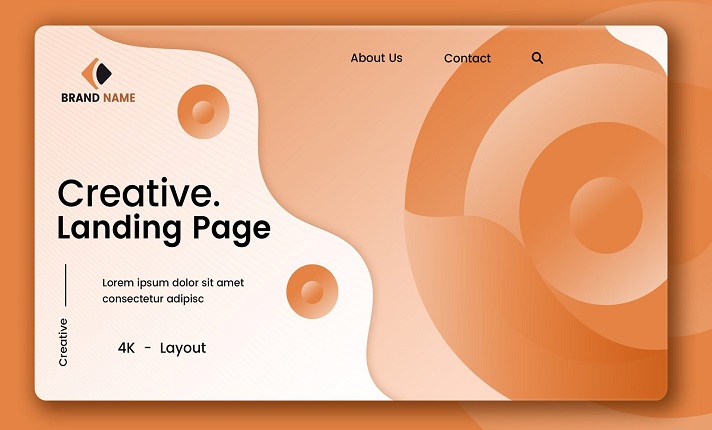 About Us
Contact
BRAND NAME
Creative.
Landing Page
Lorem ipsum dolor sit amet
consectetur adipisc
Creative
4K - Layout